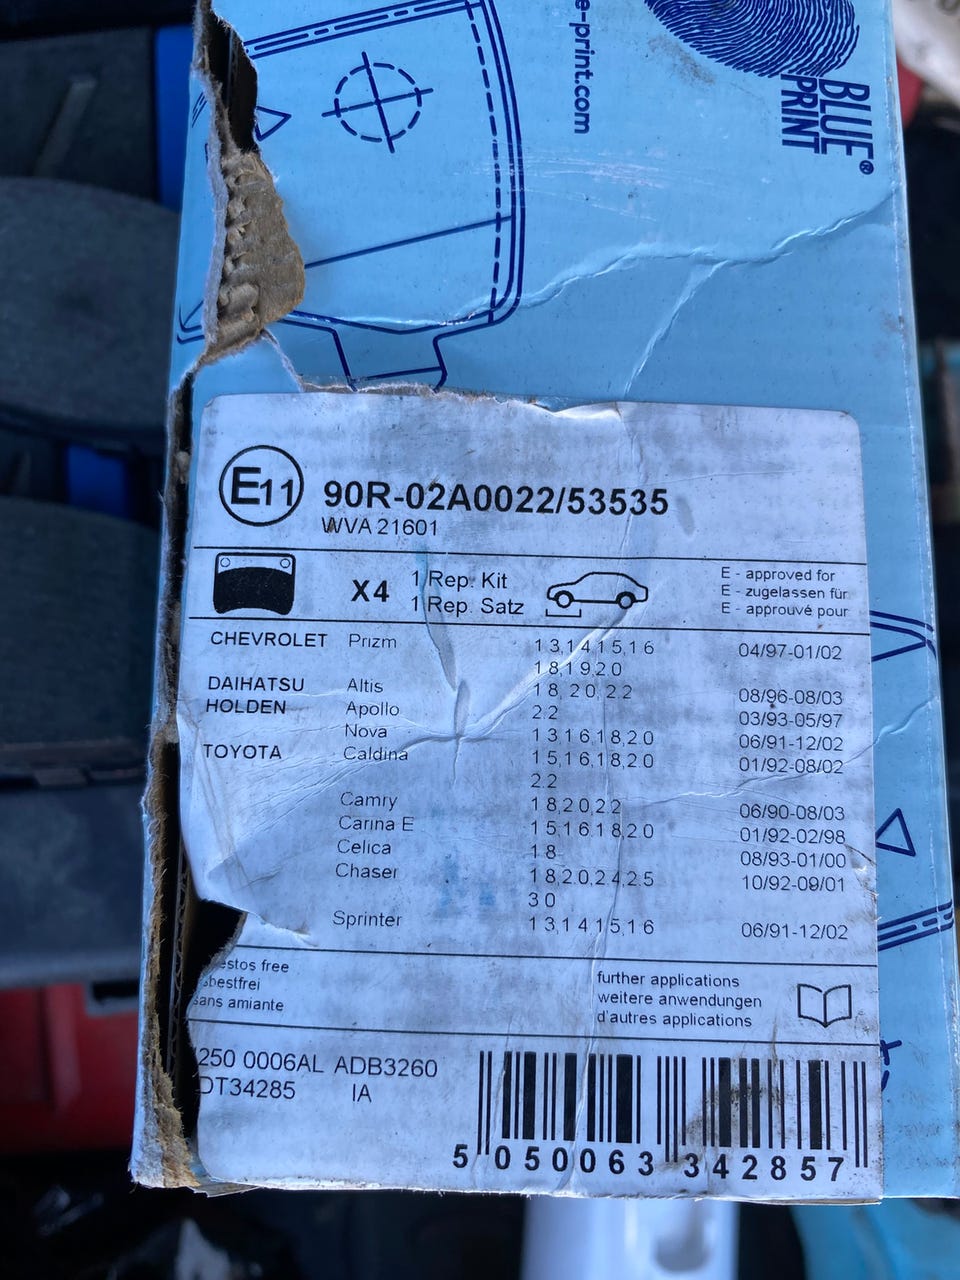 e-print.com
BLUE
PRINT
®
E11
90R-02A0022/53535
WVA 21601
X4 1 Rep. Kit
1 Rep. Satz
E - approved for
E - zugelassen für
E - approuvé pour
CHEVROLET Prizm 1 3,1 4 1 5,1 6 04/97-01/02
1 8,1 9,2 0
DAIHATSU Altis 1 8, 2 0, 2 2 08/96-08/03
HOLDEN Apollo 2.2 03/93-05/97
Nova 1 3 1 6,1 8,2 0 06/91-12/02
TOYOTA Caldina 1 5,1 6,1 8,2 0 01/92-08/02
2.2
Camry 1 8,2 0,2 2 06/90-08/03
Carina E 1 5 1 6,1 8,2 0 01/92-02/98
Celica 1 8 08/93-01/00
Chaser 1 8,2 0,2 4,2 5 10/92-09/01
3 0
Sprinter 1 3,1 4 1 5,1 6 06/91-12/02
estos free
sbestfrei
sans amiante
further applications
weitere anwendungen
d'autres applications
250 0006AL ADB3260
DT34285 IA
5 050063 342857